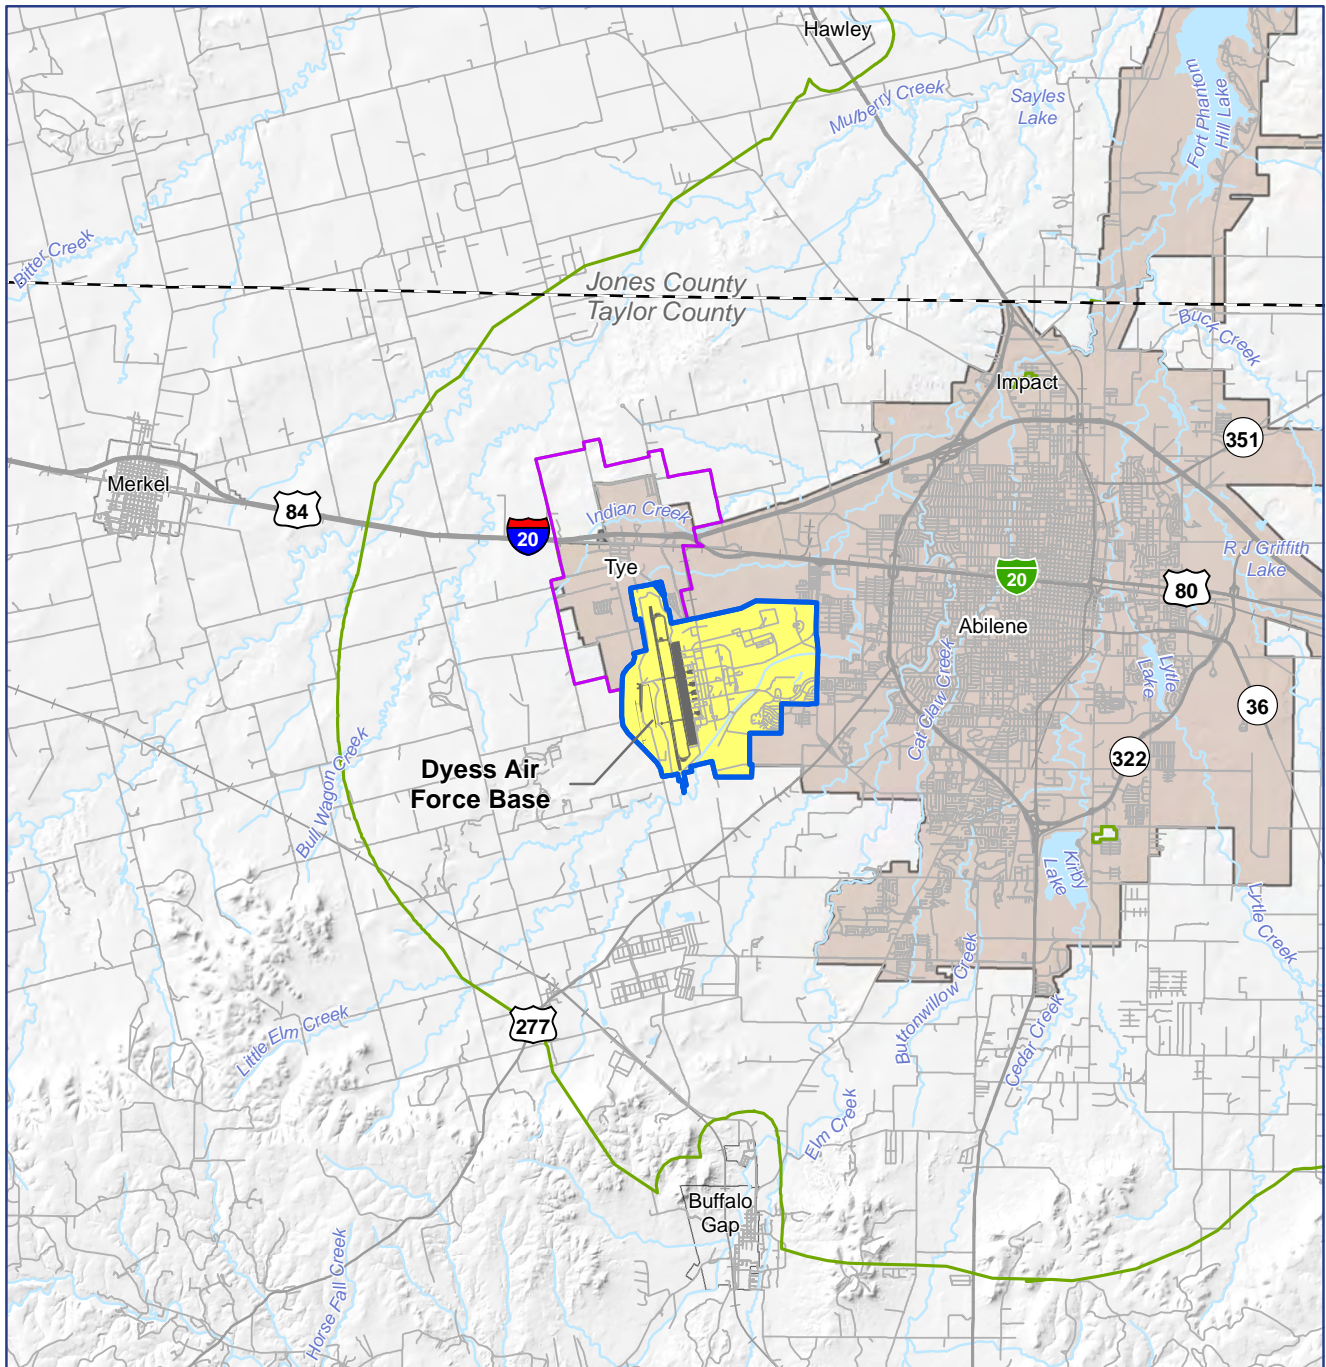 Hawley
Mulberry Creek
Sayles
Lake
Fort Phantom
Hill Lake
Bitter Creek
Jones County
Taylor County
Buck Creek
Impact
351
Merkel
84
Indian Creek
20
Tye
R J Griffith
Lake
20
80
Abilene
Cat Claw Creek
Lytle
Lake
36
322
Dyess Air
Force Base
Bull Wagon Creek
Kirby
Lake
Lytle Creek
Little Elm Creek
277
Buttonwillow Creek
Cedar Creek
Elm Creek
Buffalo
Gap
Horse Fall Creek